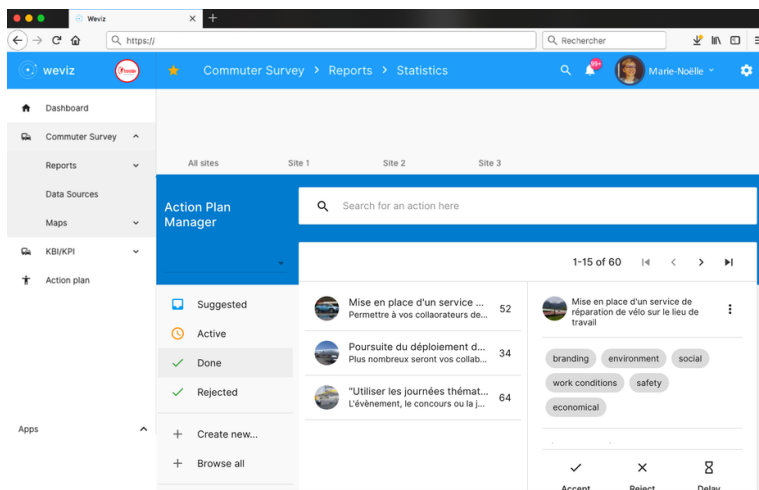 Weviz
https://
Rechercher
weviz
Commuter Survey > Reports > Statistics
99+
Marie-Noëlle
Dashboard
Commuter Survey
Reports
Data Sources
Maps
KBI/KPI
Action plan
Apps
All sites
Site 1
Site 2
Site 3
Action Plan
Manager
Search for an action here
1-15 of 60
Suggested
Active
Done
Rejected
Create new...
Browse all
Mise en place d'un service ...
Permettre à vos collaorateurs de...
52
Poursuite du déploiement d...
Plus nombreux seront vos collab...
34
"Utiliser les journées thémat...
L'évènement, le concours ou la j...
64
Mise en place d'un service de
réparation de vélo sur le lieu de
travail
branding
environment
social
work conditions
safety
economical
Accept
Reject
Delay